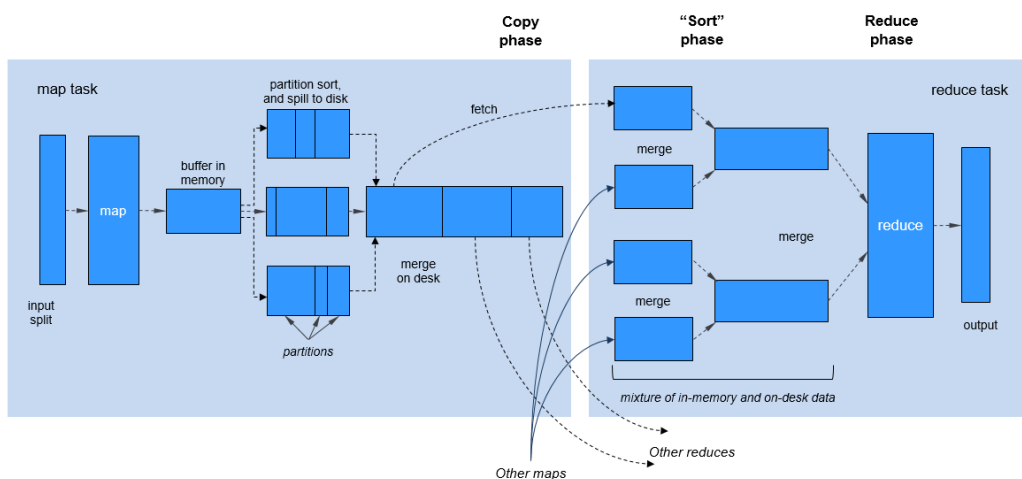 Copy
phase
“Sort”
phase
Reduce
phase
map task
partition sort,
and spill to disk
fetch
reduce task
buffer in
memory
merge
map
merge
reduce
merge
on desk
input
split
merge
output
partitions
mixture of in-memory and on-desk data
Other reduces
Other maps